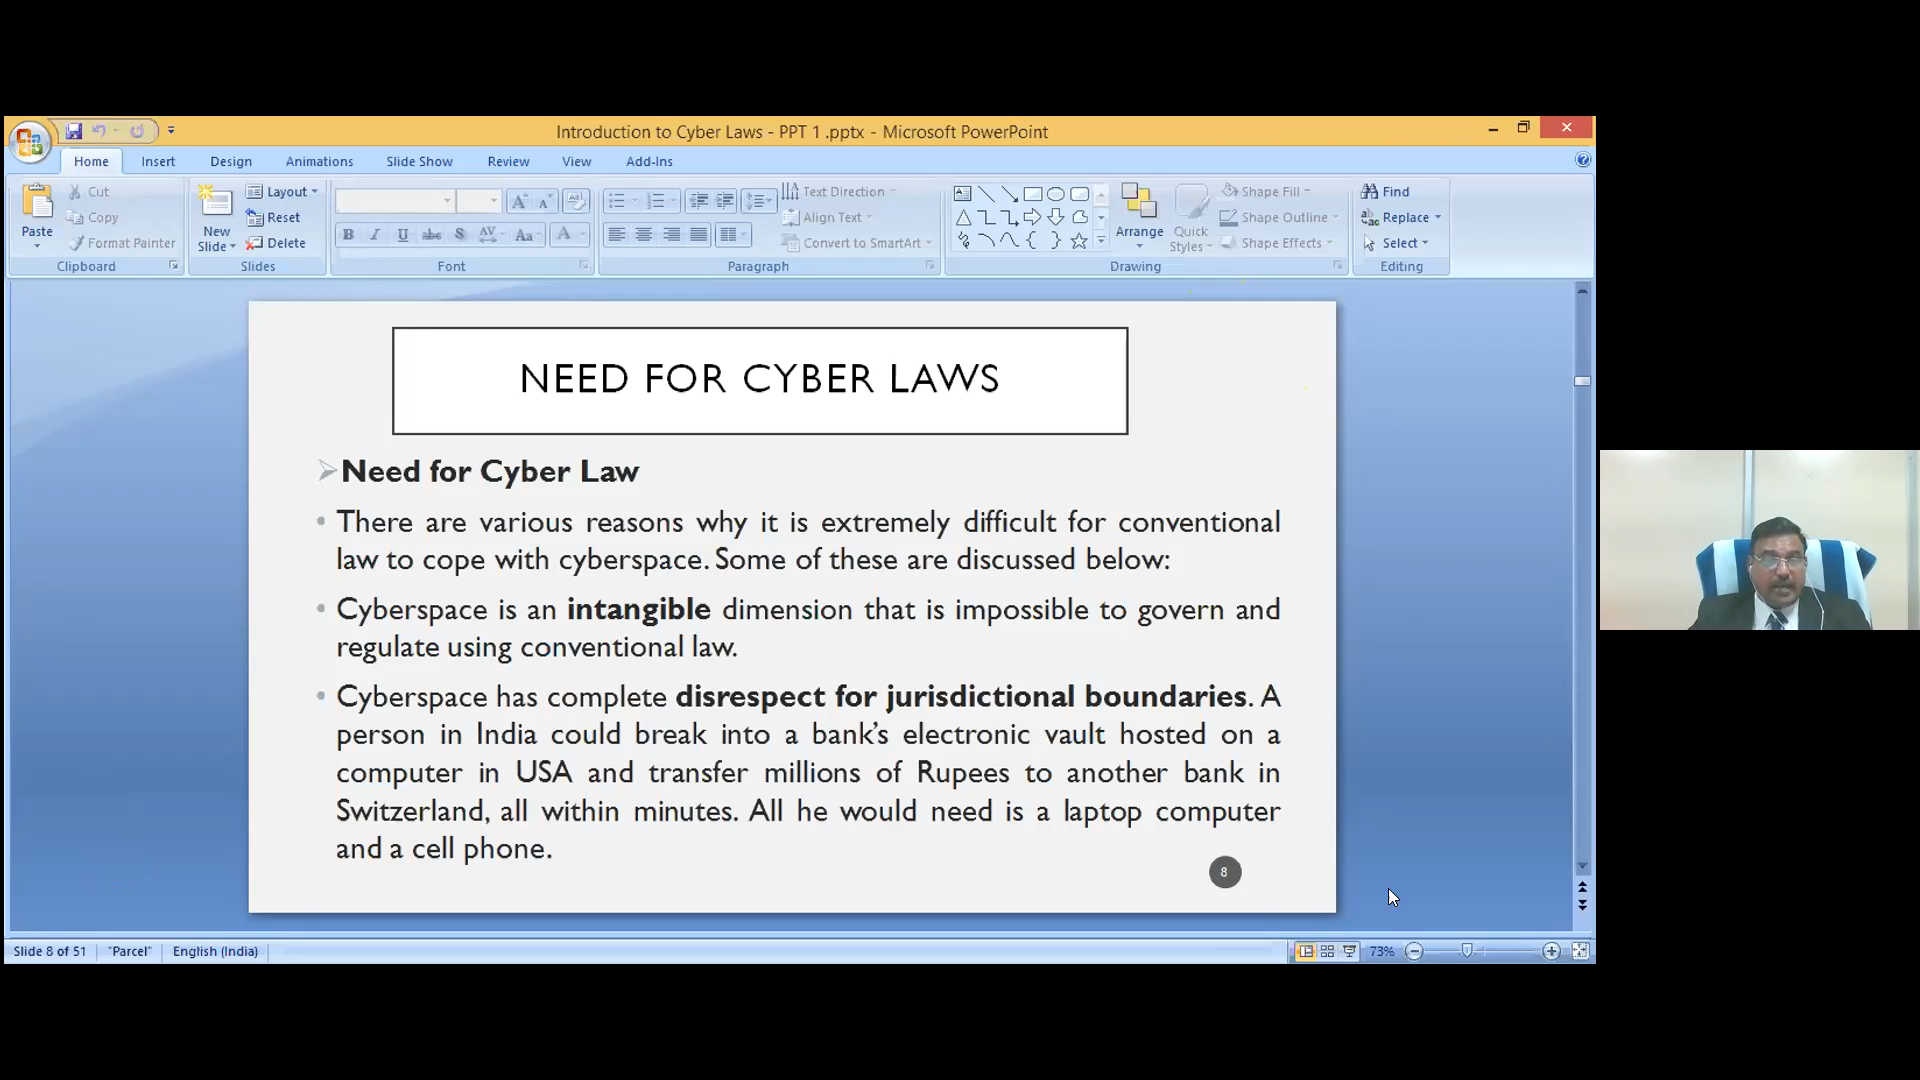 Introduction to Cyber Laws - PPT 1 .pptx - Microsoft PowerPoint
Home Insert Design Animations Slide Show Review View Add-Ins
Paste
Cut
Copy
Format Painter
Clipboard
New
Slide
Layout
Reset
Delete
Slides
Font
Text Direction
Align Text
Convert to SmartArt
Paragraph
Arrange
Quick
Styles
Shape Fill
Shape Outline
Shape Effects
Drawing
Find
Replace
Select
Editing
NEED FOR CYBER LAWS
Need for Cyber Law
• There are various reasons why it is extremely difficult for conventional
law to cope with cyberspace. Some of these are discussed below:
• Cyberspace is an intangible dimension that is impossible to govern and
regulate using conventional law.
• Cyberspace has complete disrespect for jurisdictional boundaries. A
person in India could break into a bank’s electronic vault hosted on a
computer in USA and transfer millions of Rupees to another bank in
Switzerland, all within minutes. All he would need is a laptop computer
and a cell phone.
8
Slide 8 of 51 "Parcel" English (India) 73%